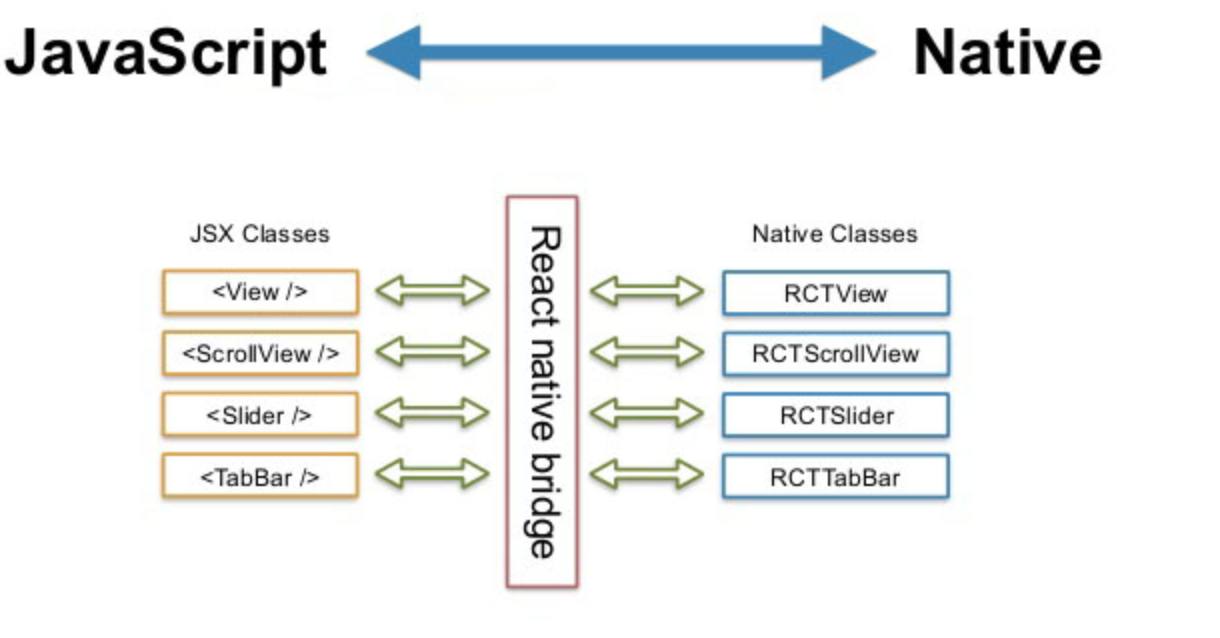 JavaScript
Native
JSX Classes
Native Classes
<View />
RCTView
<ScrollView />
RCTScrollView
<Slider />
RCTSlider
<TabBar />
RCTTabBar
React native bridge